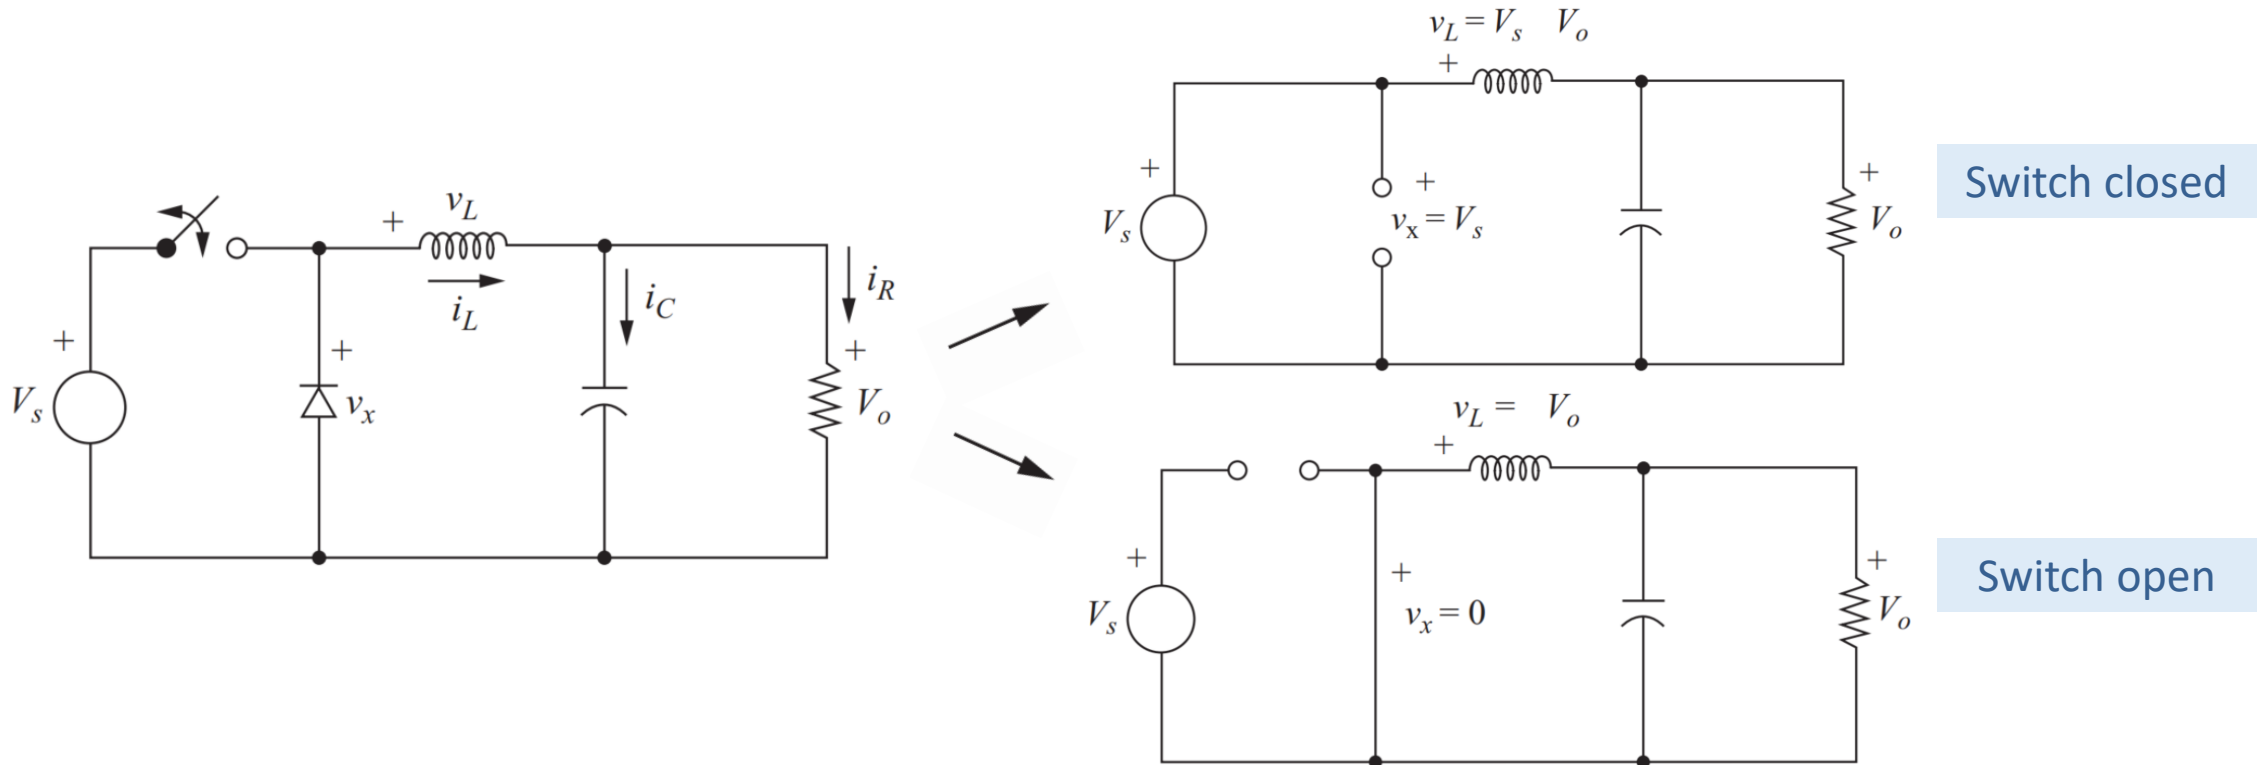 v_L
+
i_L
i_C
i_R
+
V_s
+
v_x
+
V_o
v_L = V_s V_o
+
+
V_s
+
v_x = V_s
+
V_o
Switch closed
v_L = V_o
+
+
V_s
+
v_x = 0
+
V_o
Switch open